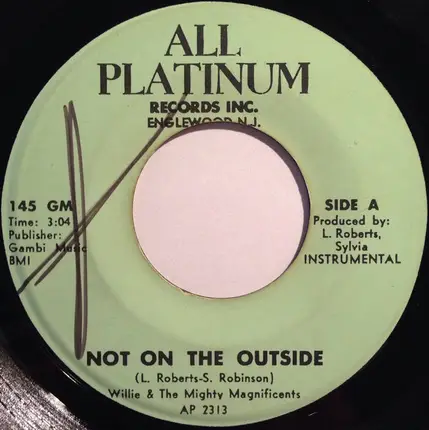 ALL
PLATINUM
RECORDS INC.
ENGLEWOOD N.J.
145 GM
Time: 3:04
Publisher:
Gambi Music
BMI
SIDE A
Produced by:
L. Roberts,
Sylvia
INSTRUMENTAL
NOT ON THE OUTSIDE
(L. Roberts-S. Robinson)
Willie & The Mighty Magnificents
AP 2313